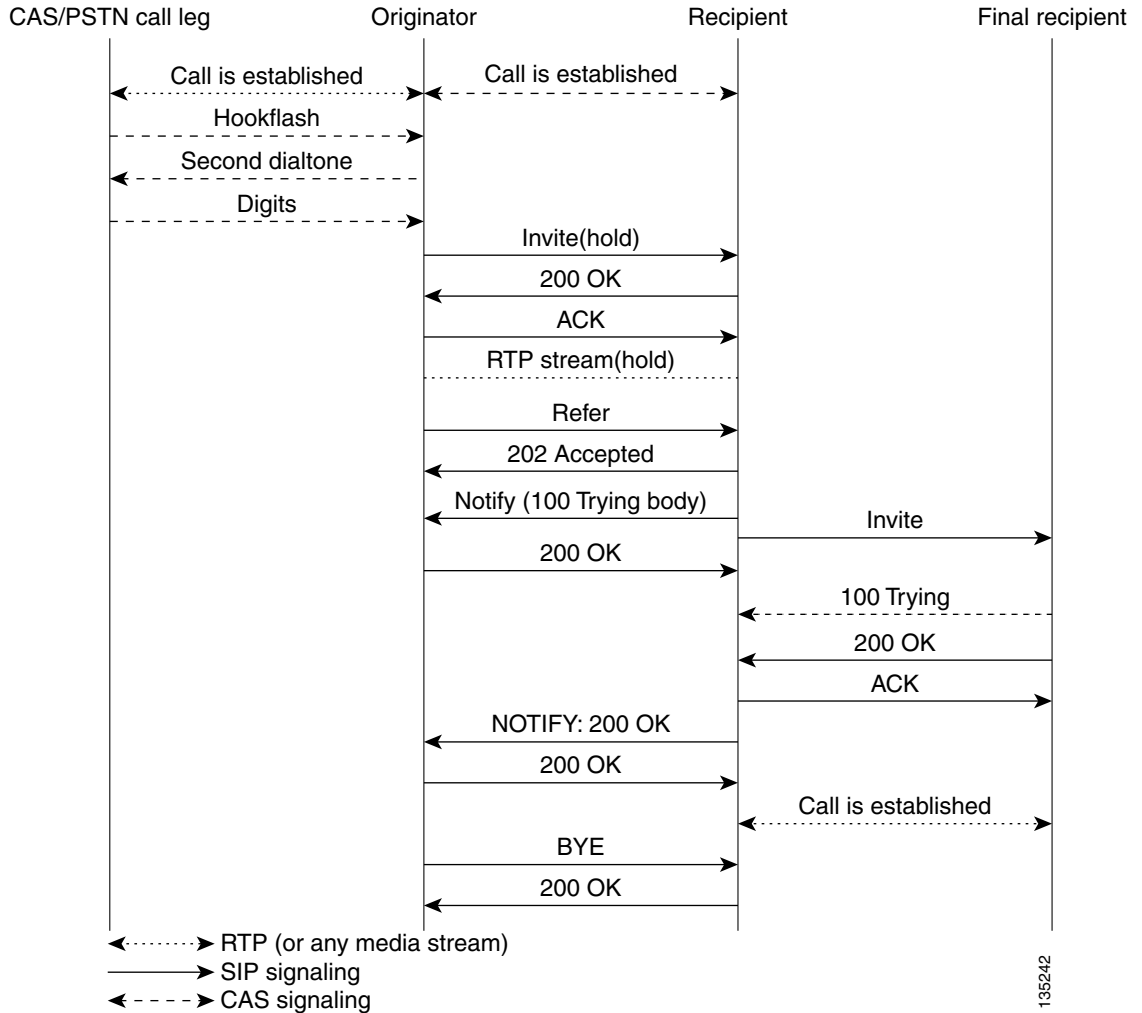 CAS/PSTN call leg
Originator
Recipient
Final recipient
Call is established
Call is established
Hookflash
Second dialtone
Digits
Invite(hold)
200 OK
ACK
RTP stream(hold)
Refer
202 Accepted
Notify (100 Trying body)
Invite
200 OK
100 Trying
200 OK
ACK
NOTIFY: 200 OK
200 OK
Call is established
BYE
200 OK
RTP (or any media stream)
SIP signaling
CAS signaling
135242